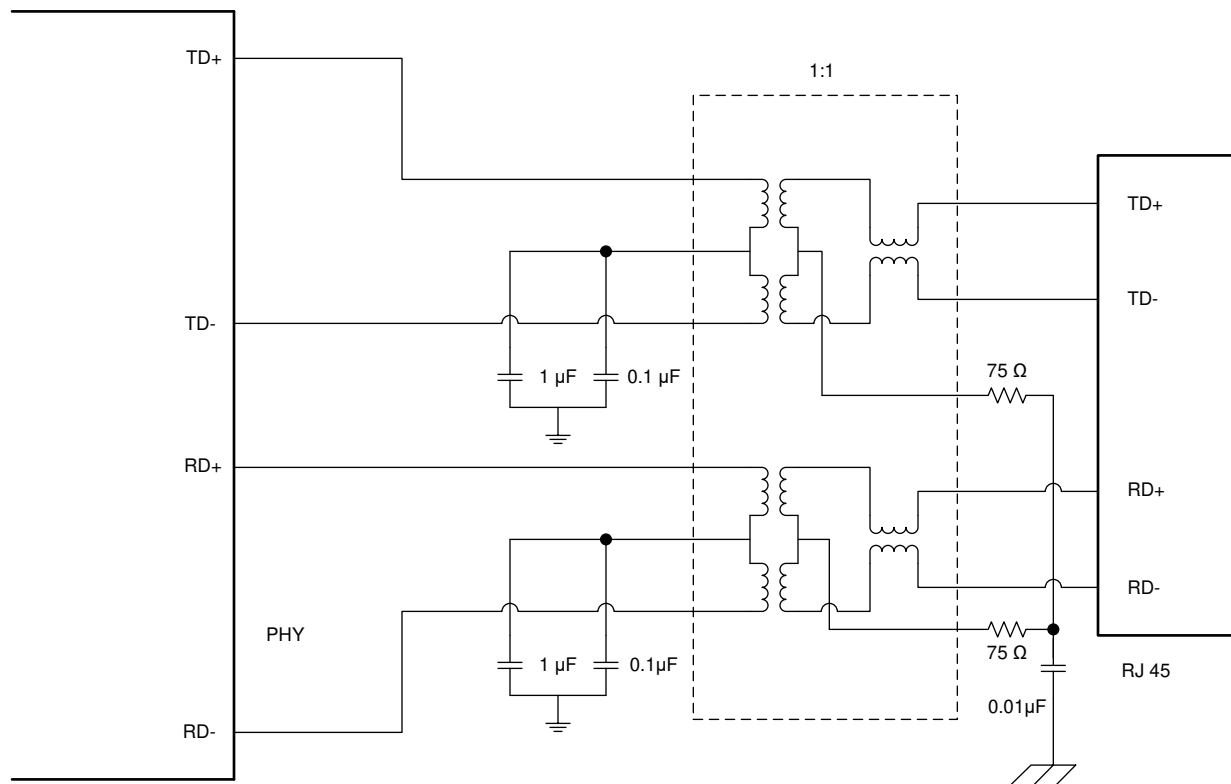 TD+
1:1
TD+
TD-
TD-
1 µF
0.1 µF
75 Ω
RD+
RD+
RD-
PHY
1 µF
0.1µF
75 Ω
RJ 45
0.01µF
RD-